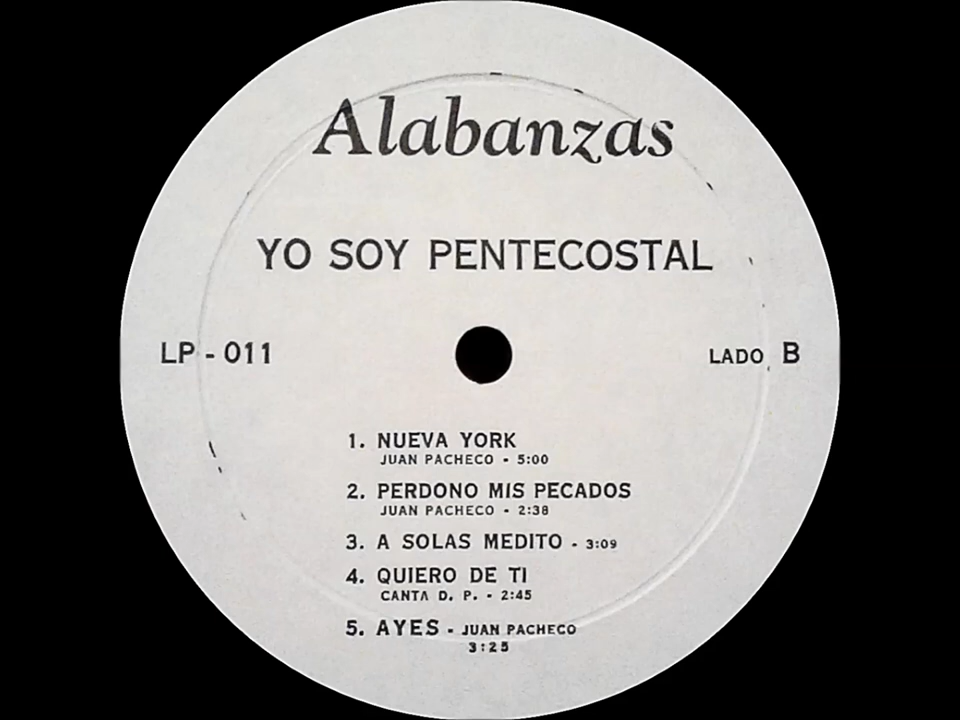 Alabanzas
YO SOY PENTECOSTAL
LP - 011
LADO B
1. NUEVA YORK
JUAN PACHECO - 5:00
2. PERDONO MIS PECADOS
JUAN PACHECO - 2:38
3. A SOLAS MEDITO - 3:09
4. QUIERO DE TI
CANTA D. P. - 2:45
5. AYES - JUAN PACHECO
3:25